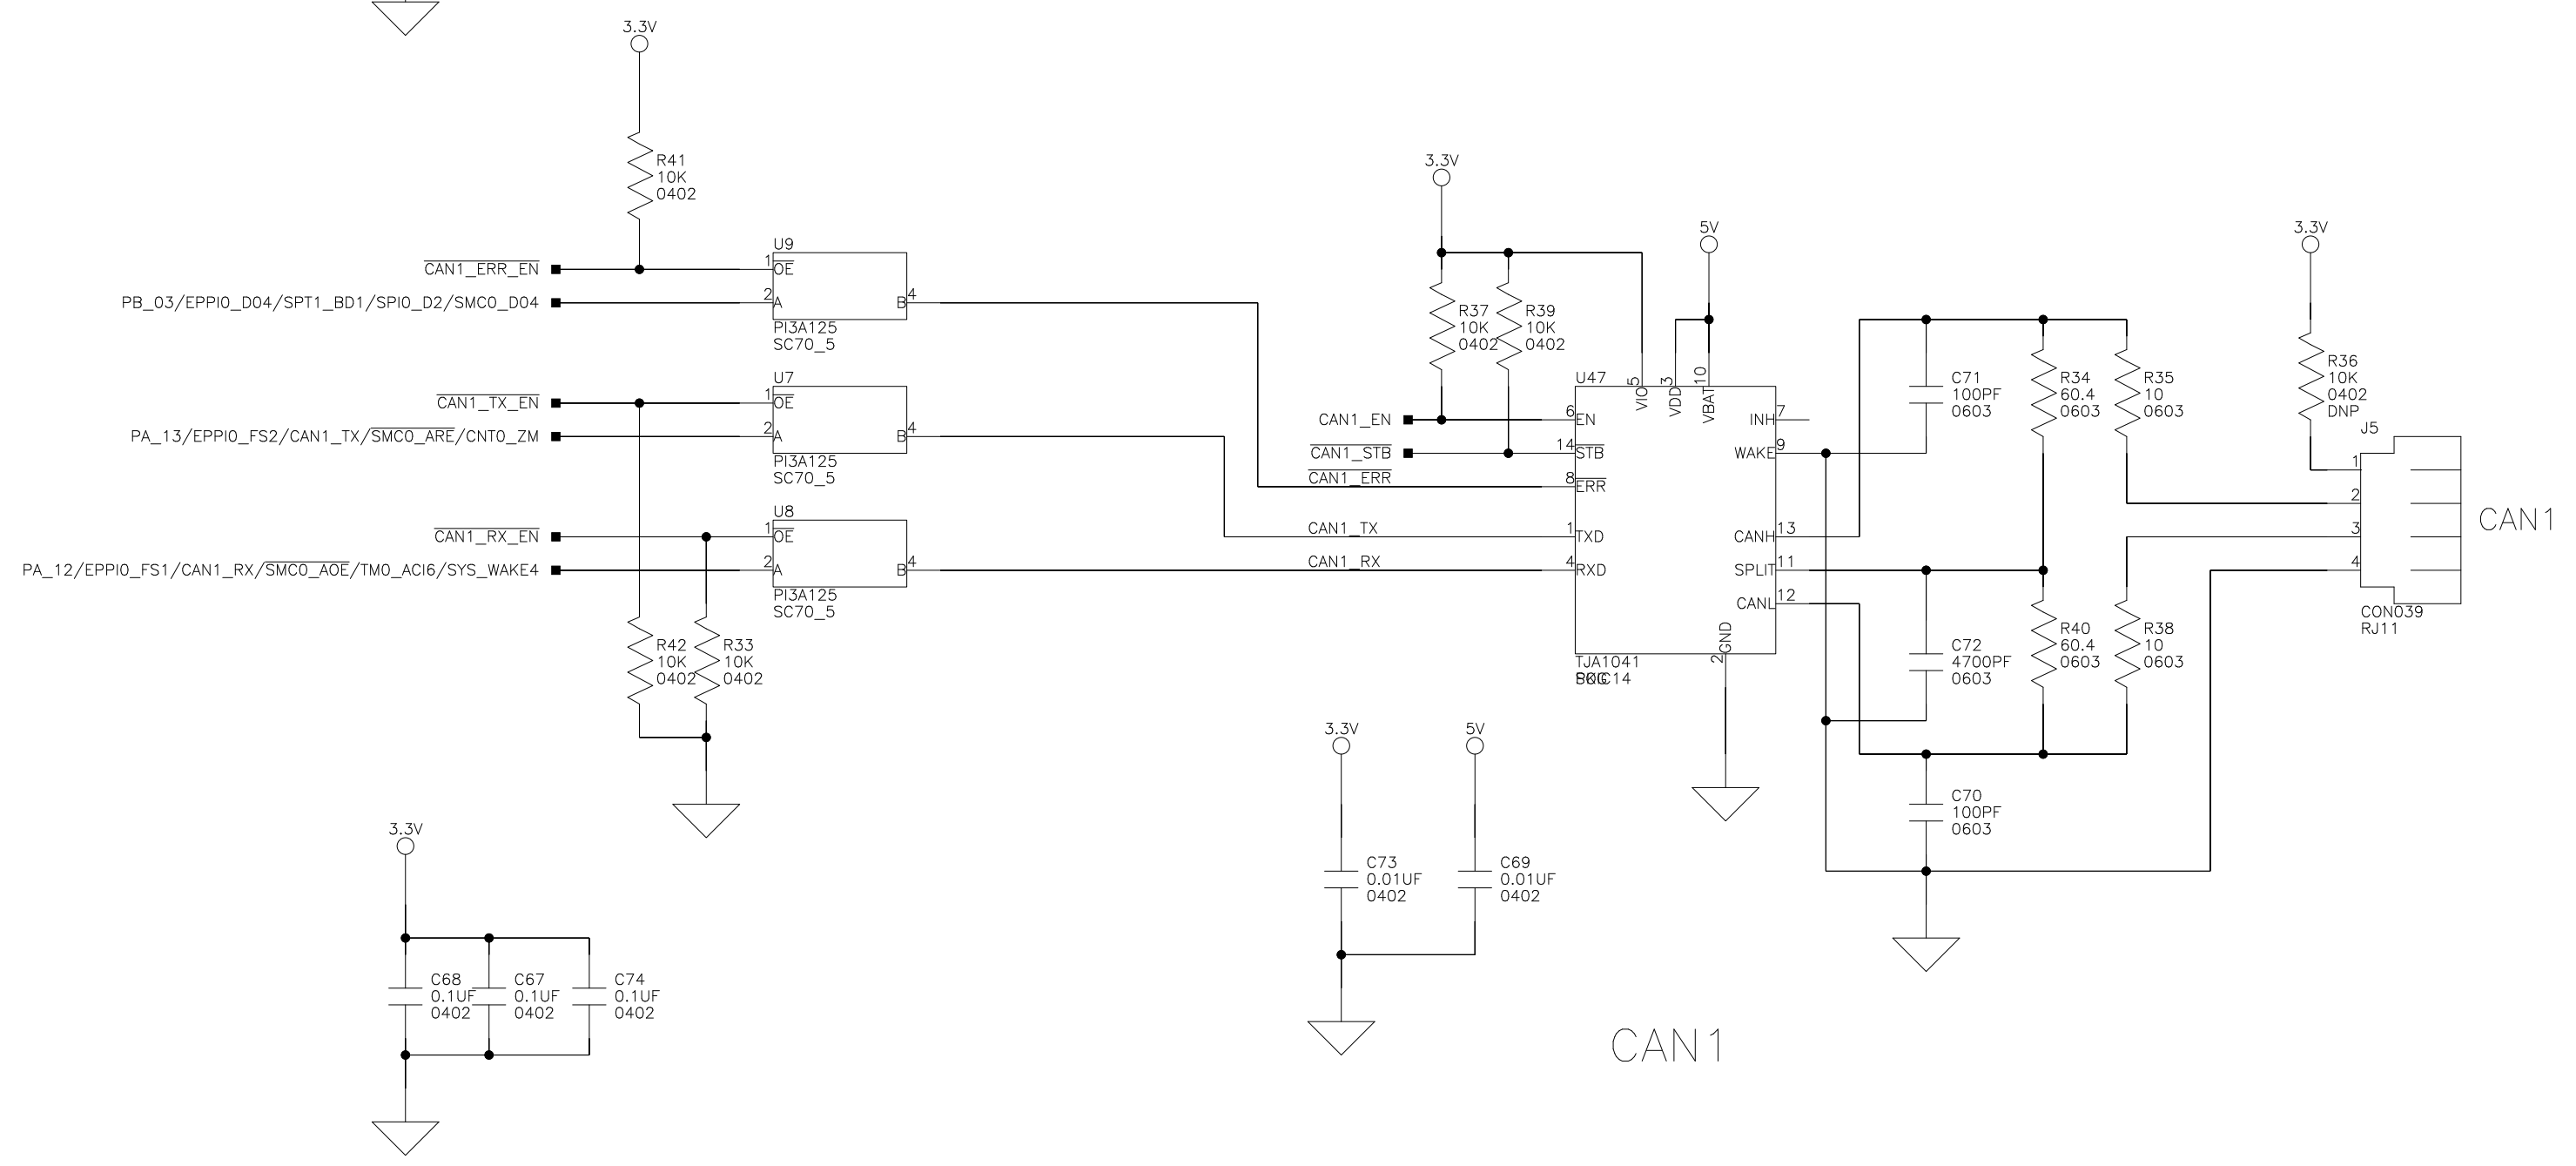 3.3V
R41
10K
0402
U9
CAN1_ERR_EN
1
OE
PB_03/EPPI0_D04/SPT1_BD1/SPI0_D2/SMC0_D04
2
A
B
4
PI3A125
SC70_5
U7
CAN1_TX_EN
1
OE
PA_13/EPPI0_FS2/CAN1_TX/SMC0_ARE/CNT0_ZM
2
A
B
4
PI3A125
SC70_5
U8
CAN1_RX_EN
1
OE
PA_12/EPPI0_FS1/CAN1_RX/SMC0_AOE/TM0_ACI6/SYS_WAKE4
2
A
B
4
PI3A125
SC70_5
R42
10K
0402
R33
10K
0402
3.3V
C68
0.1UF
0402
C67
0.1UF
0402
C74
0.1UF
0402
3.3V
R37
10K
0402
R39
10K
0402
5V
U47
5
VIO
3
VDD
10
VBAT
CAN1_EN
6
EN
CAN1_STB
14
STB
CAN1_ERR
8
ERR
CAN1_TX
1
TXD
CAN1_RX
4
RXD
INH
7
WAKE
9
CANH
13
SPLIT
11
CANL
12
GND
2
TJA1041
C71
100PF
0603
R34
60.4
0603
R35
10
0603
C72
4700PF
0603
R40
60.4
0603
R38
10
0603
C70
100PF
0603
3.3V
R36
10K
0402
DNP
J5
1
2
3
4
CON039
RJ11
CAN1
3.3V
C73
0.01UF
0402
5V
C69
0.01UF
0402
CAN1